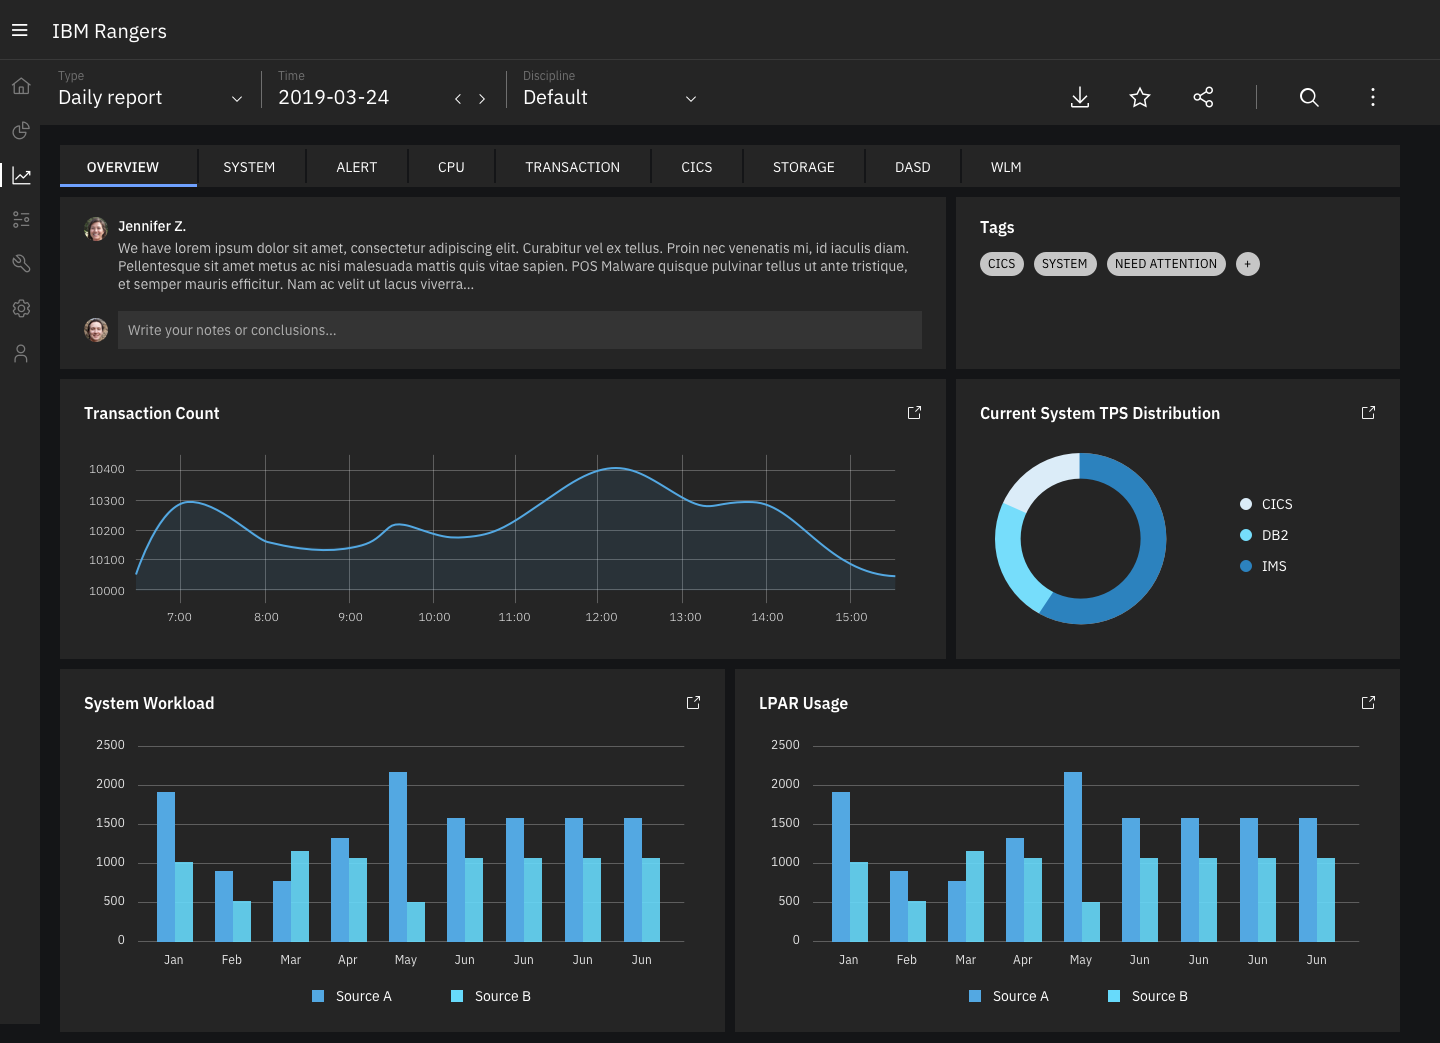 IBM Rangers
Type
Daily report
Time
2019-03-24
Discipline
Default
OVERVIEW SYSTEM ALERT CPU TRANSACTION CICS STORAGE DASD WLM
Jennifer Z.
We have lorem ipsum dolor sit amet, consectetur adipiscing elit. Curabitur vel ex tellus. Proin nec venenatis mi, id iaculis diam.
Pellentesque sit amet metus ac nisi malesuada mattis quis vitae sapien. POS Malware quisque pulvinar tellus ut ante tristique,
et semper mauris efficitur. Nam ac velit ut lacus viverra...
Write your notes or conclusions...
Tags
CICS SYSTEM NEED ATTENTION +
Transaction Count
10400
10300
10200
10100
10000
7:00 8:00 9:00 10:00 11:00 12:00 13:00 14:00 15:00
Current System TPS Distribution
CICS
DB2
IMS
System Workload
2500
2000
1500
1000
500
0
Jan Feb Mar Apr May Jun Jun Jun Jun
Source A Source B
LPAR Usage
2500
2000
1500
1000
500
0
Jan Feb Mar Apr May Jun Jun Jun Jun
Source A Source B